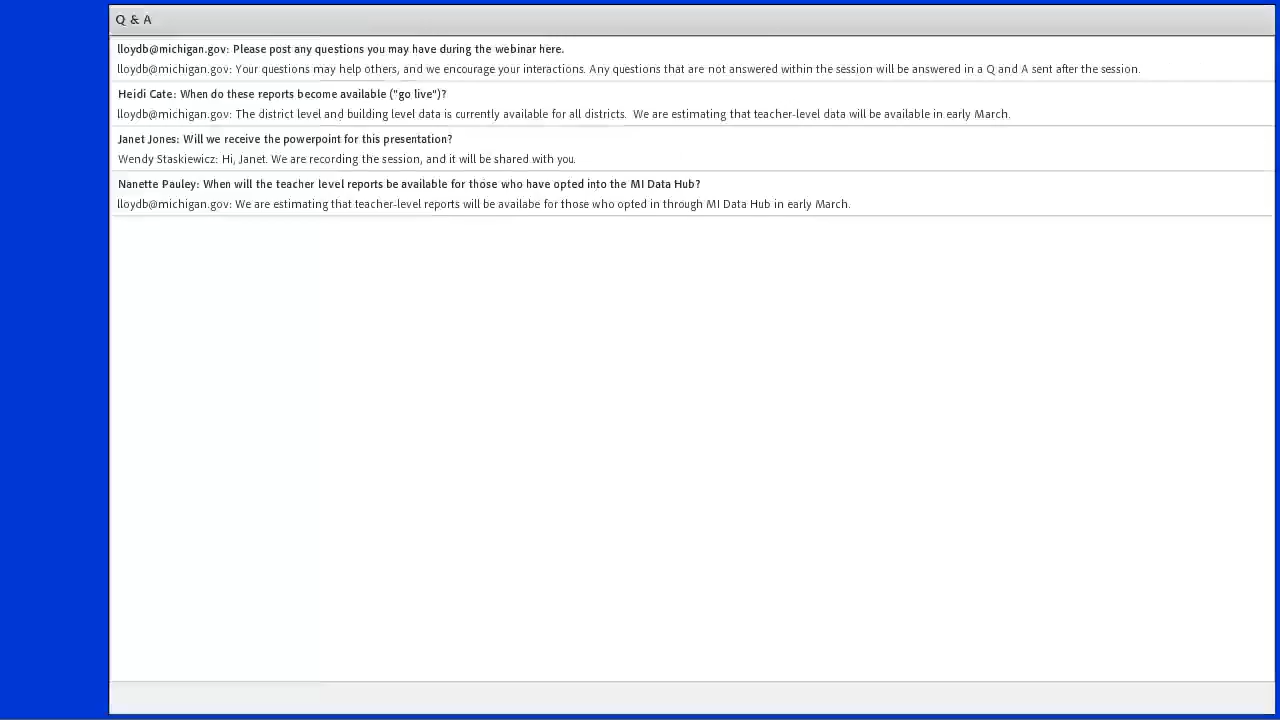 Q & A
lloydb@michigan.gov: Please post any questions you may have during the webinar here.
lloydb@michigan.gov: Your questions may help others, and we encourage your interactions. Any questions that are not answered within the session will be answered in a Q and A sent after the session.
Heidi Cate: When do these reports become available ("go live")?
lloydb@michigan.gov: The district level and building level data is currently available for all districts.  We are estimating that teacher-level data will be available in early March.
Janet Jones: Will we receive the powerpoint for this presentation?
Wendy Staskiewicz: Hi, Janet. We are recording the session, and it will be shared with you.
Nanette Pauley: When will the teacher level reports be available for those who have opted into the MI Data Hub?
lloydb@michigan.gov: We are estimating that teacher-level reports will be availabe for those who opted in through MI Data Hub in early March.